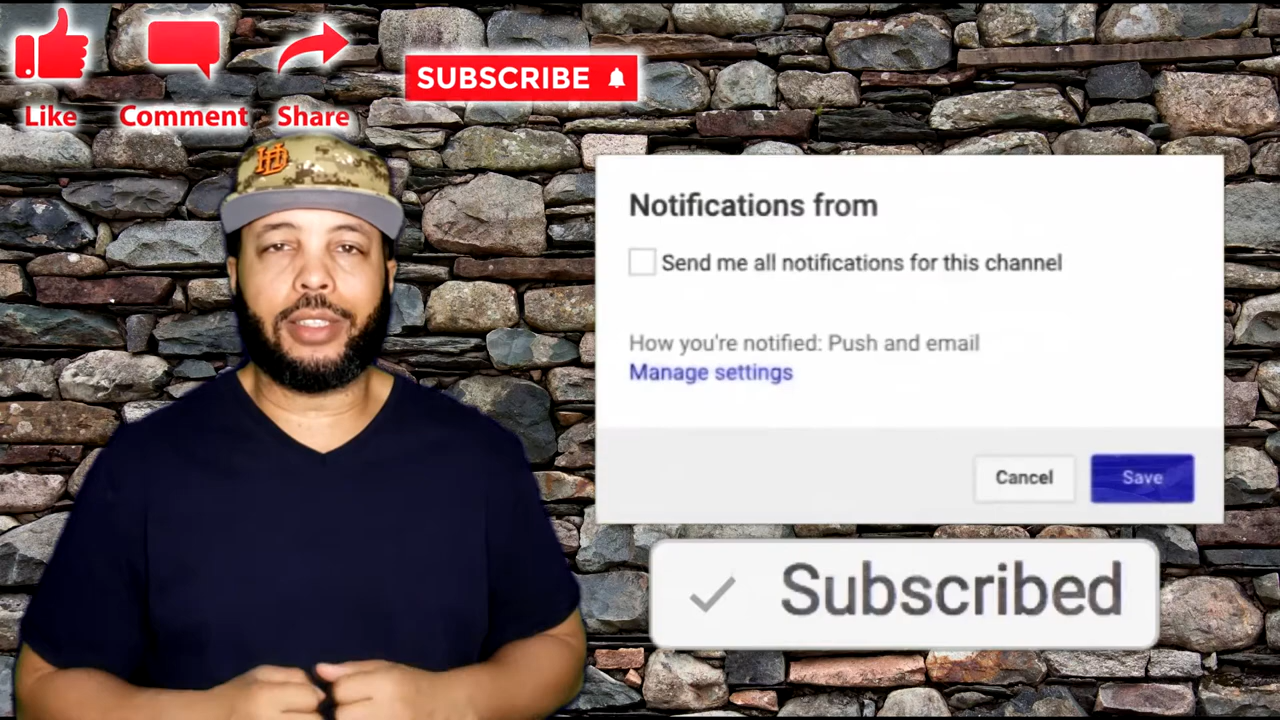 Like
Comment
Share
SUBSCRIBE
Notifications from
Send me all notifications for this channel
How you're notified: Push and email
Manage settings
Cancel
Save
Subscribed